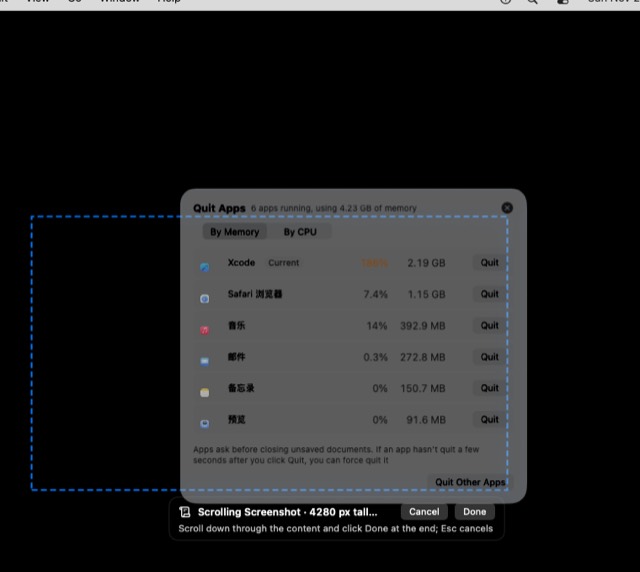 View Go Window Help
Quit Apps 6 apps running, using 4.23 GB of memory
By Memory By CPU
Xcode Current 2.19 GB Quit
Safari 浏览器 7.4% 1.15 GB Quit
音乐 14% 392.9 MB Quit
邮件 0.3% 272.8 MB Quit
备忘录 0% 150.7 MB Quit
预览 0% 91.6 MB Quit
Apps ask before closing unsaved documents. If an app hasn't quit a few
seconds after you click Quit, you can force quit it
Quit Other Apps
Scrolling Screenshot · 4280 px tall... Cancel Done
Scroll down through the content and click Done at the end; Esc cancels